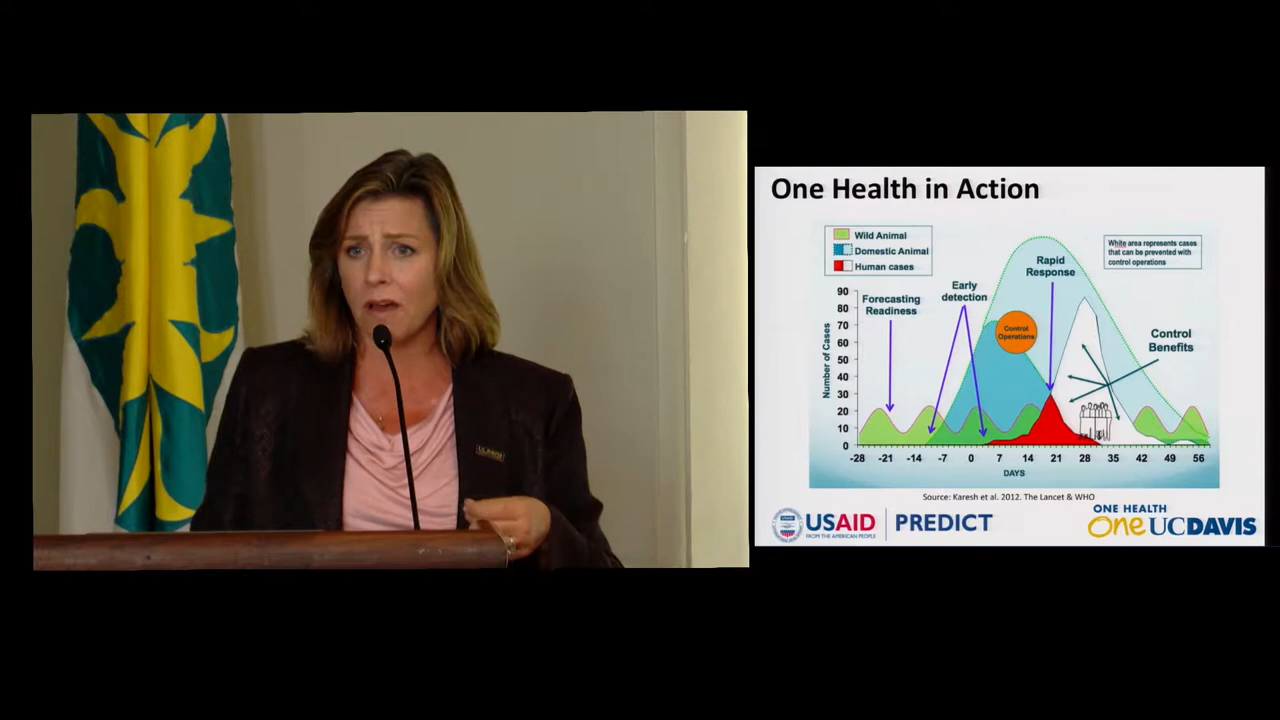 One Health in Action
Wild Animal
Domestic Animal
Human cases
White area represents cases
that can be prevented with
control operations
Forecasting
Readiness
Early
detection
Rapid
Response
Control
Operations
Control
Benefits
Number of Cases
90
80
70
60
50
40
30
20
10
0
-28 -21 -14 -7 0 7 14 21 28 35 42 49 56
DAYS
Source: Karesh et al. 2012. The Lancet & WHO
USAID
FROM THE AMERICAN PEOPLE
PREDICT
ONE HEALTH
One UCDAVIS